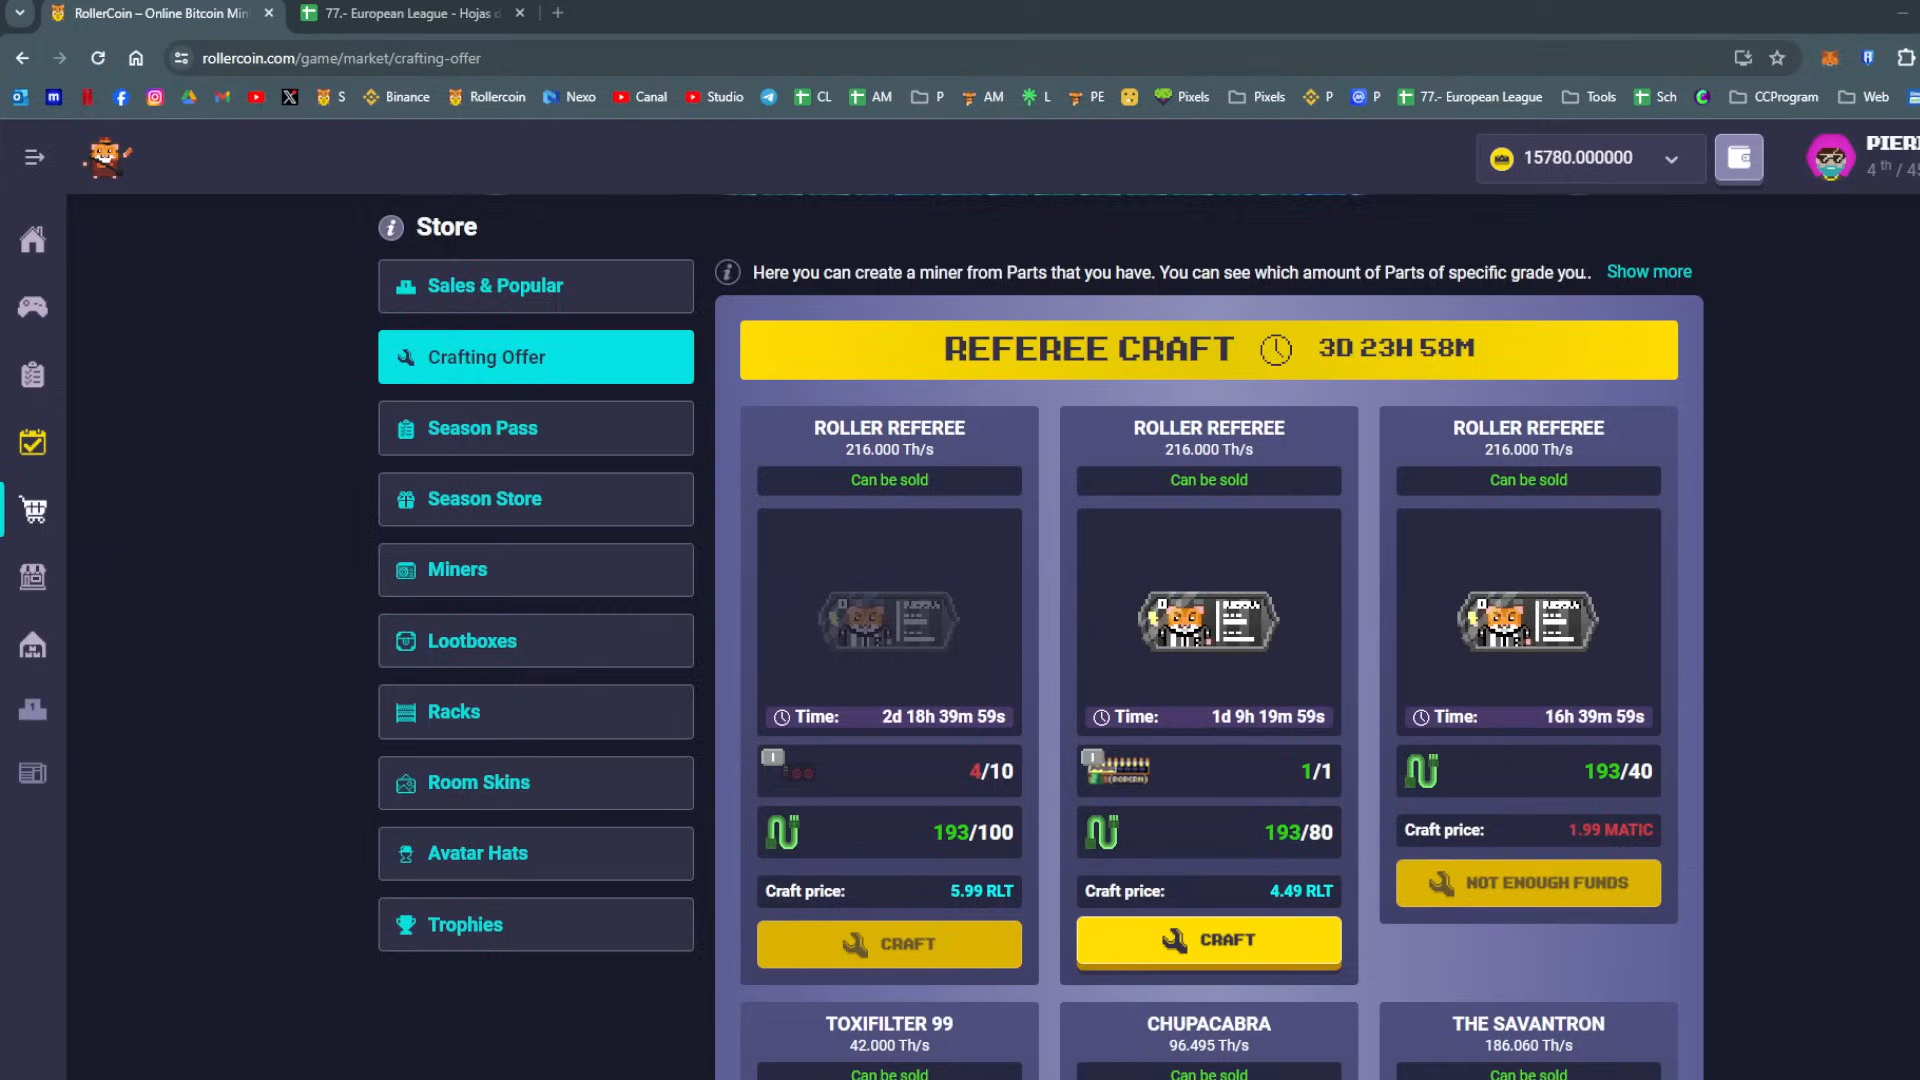 RollerCoin – Online Bitcoin Min
77.- European League - Hojas d
rollercoin.com/game/market/crafting-offer
S
Binance
Rollercoin
Nexo
Canal
Studio
CL
AM
P
AM
L
PE
Pixels
Pixels
P
P
77.- European League
Tools
Sch
CCProgram
Web
15780.000000
PIERI
4 th / 45
Store
Sales & Popular
Crafting Offer
Season Pass
Season Store
Miners
Lootboxes
Racks
Room Skins
Avatar Hats
Trophies
Here you can create a miner from Parts that you have. You can see which amount of Parts of specific grade you.. Show more
REFEREE CRAFT 3D 23H 58M
ROLLER REFEREE
216.000 Th/s
Can be sold
Time: 2d 18h 39m 59s
4/10
193/100
Craft price: 5.99 RLT
CRAFT
ROLLER REFEREE
216.000 Th/s
Can be sold
Time: 1d 9h 19m 59s
1/1
193/80
Craft price: 4.49 RLT
CRAFT
ROLLER REFEREE
216.000 Th/s
Can be sold
Time: 16h 39m 59s
193/40
Craft price: 1.99 MATIC
NOT ENOUGH FUNDS
TOXIFILTER 99
42.000 Th/s
Can be sold
CHUPACABRA
96.495 Th/s
Can be sold
THE SAVANTRON
186.060 Th/s
Can be sold